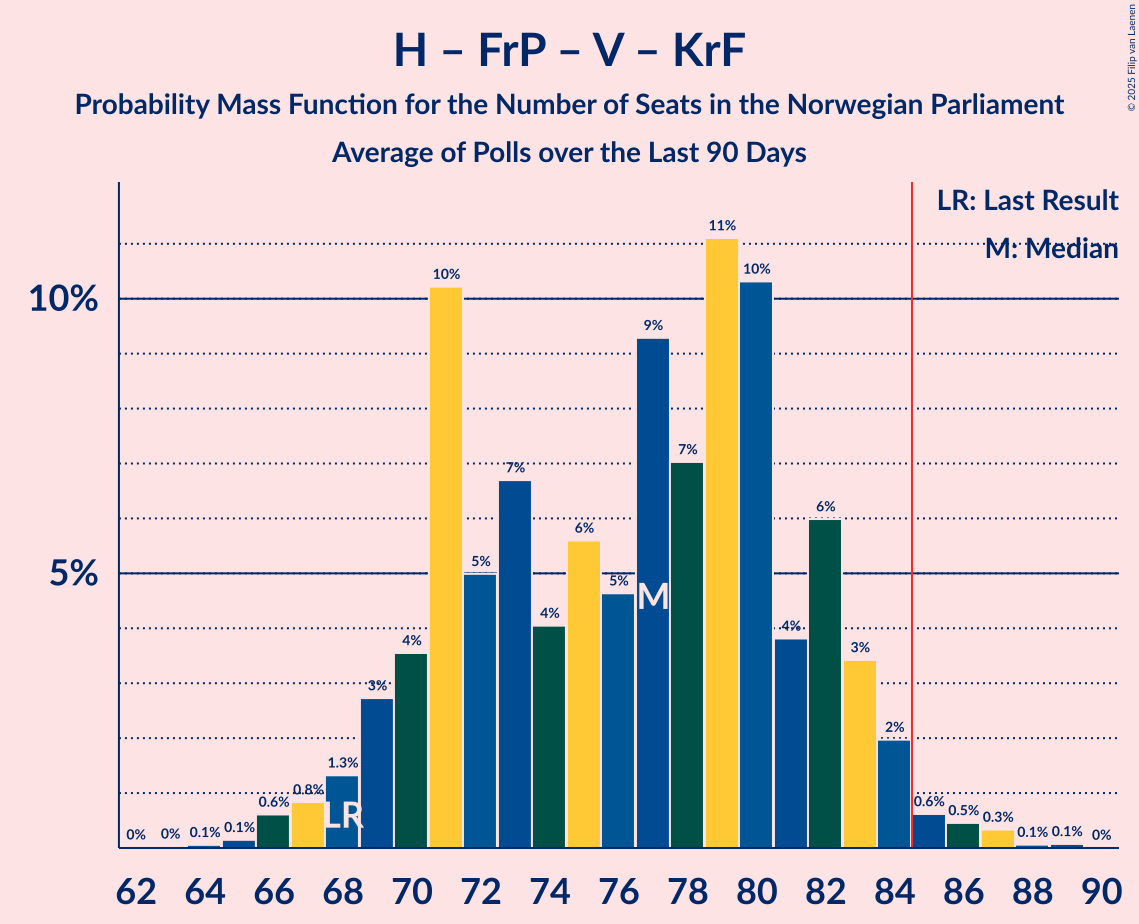 H – FrP – V – KrF
Probability Mass Function for the Number of Seats in the Norwegian Parliament
Average of Polls over the Last 90 Days
© 2025 Filip van Laenen
LR: Last Result
M: Median
10%
5%
0% 0% 0.1% 0.1% 0.6% 0.8% 1.3% 3% 4% 10% 5% 7% 4% 6% 5% 9% 7% 11% 10% 4% 6% 3% 2% 0.6% 0.5% 0.3% 0.1% 0.1% 0%
LR
M
62 64 66 68 70 72 74 76 78 80 82 84 86 88 90